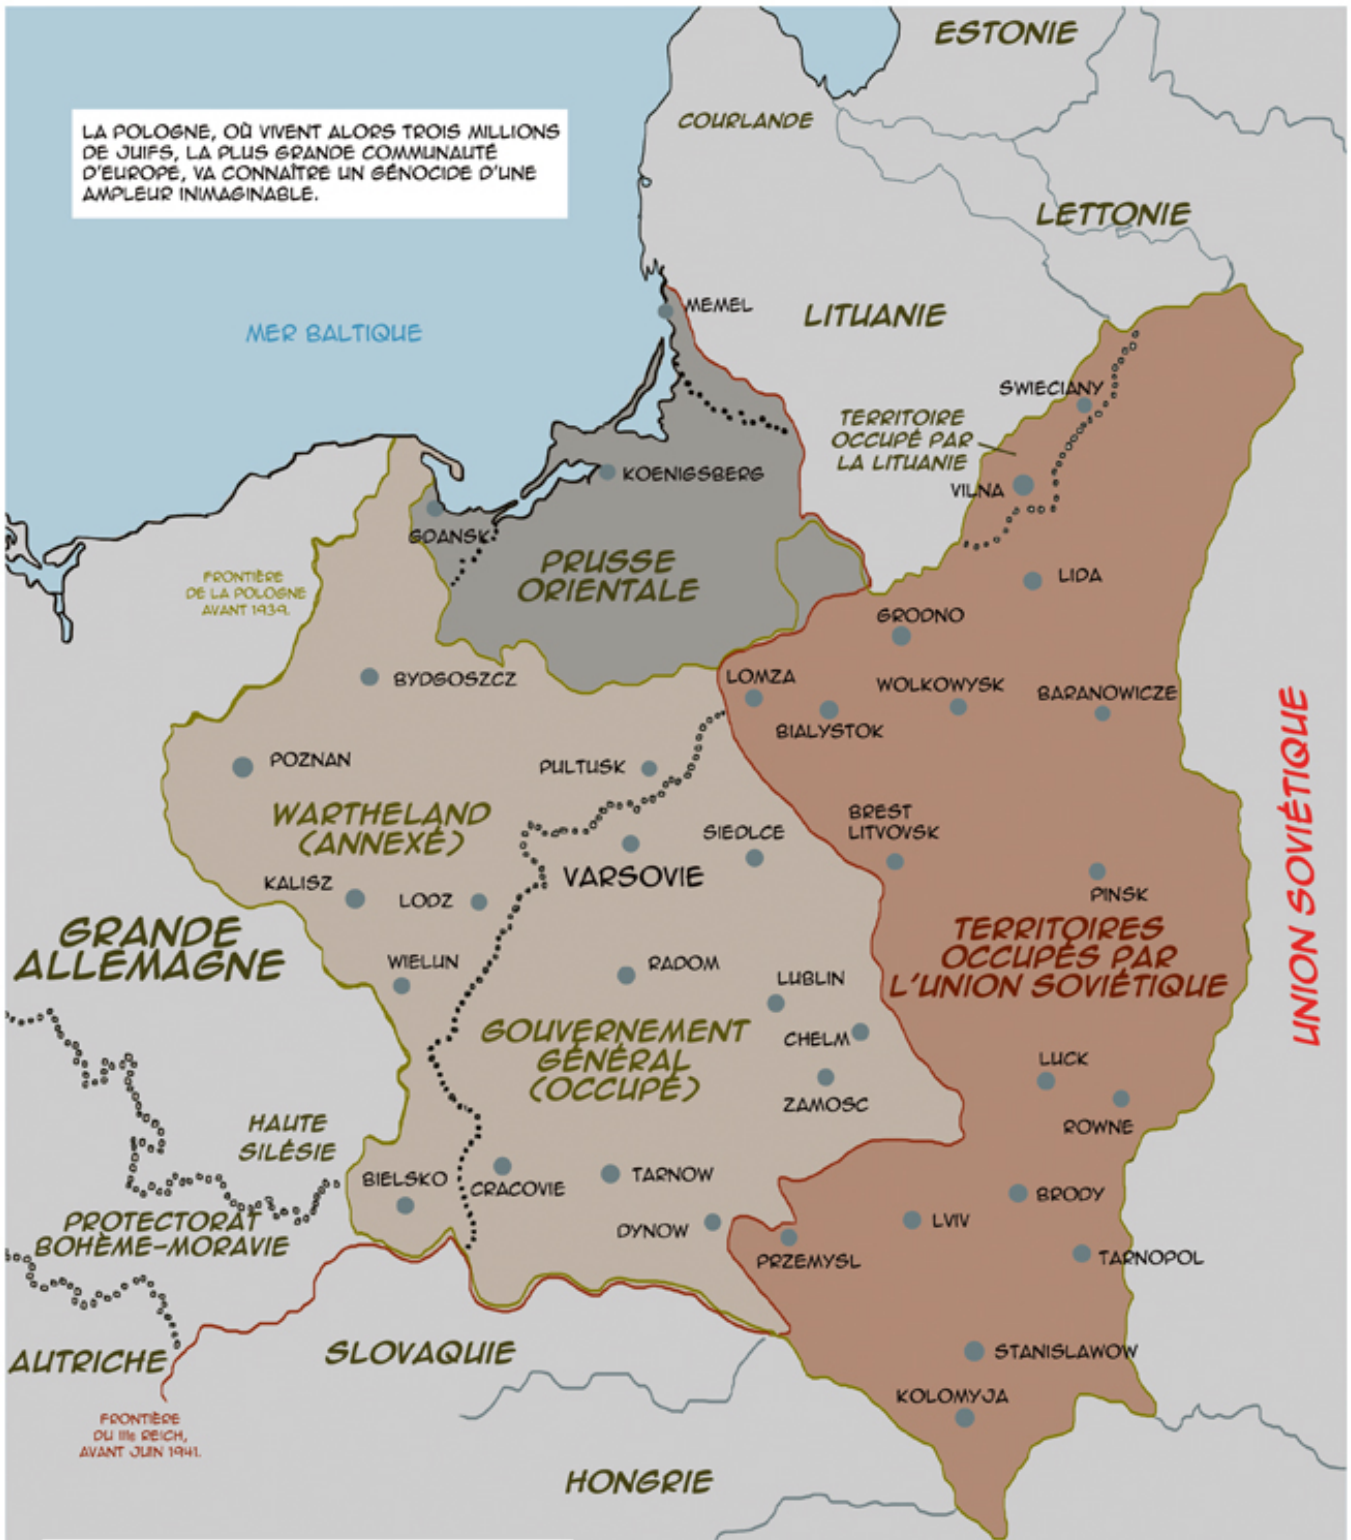 ESTONIE
COURLANDE
LA POLOGNE, OÙ VIVENT ALORS TROIS MILLIONS
DE JUIFS, LA PLUS GRANDE COMMUNAUTÉ
D'EUROPE, VA CONNAÎTRE UN GÉNOCIDE D'UNE
AMPLEUR INIMAGINABLE.
LETTONIE
MEMEL
LITUANIE
MER BALTIQUE
SWIECIANY
TERRITOIRE
OCCUPÉ PAR
LA LITUANIE
VILNA
KOENIGSBERG
GDANSK
PRUSSE
ORIENTALE
FRONTIÈRE
DE LA POLOGNE
AVANT 1939.
LIDA
GRODNO
BYDGOSZCZ
LOMZA
WOLKOWYSK
BARANOWICZE
BIALYSTOK
POZNAN
PULTUSK
WARTHELAND
(ANNEXÉ)
SIEDLCE
BREST
LITVOVSK
VARSOVIE
KALISZ
LODZ
PINSK
UNION SOVIÉTIQUE
GRANDE
ALLEMAGNE
TERRITOIRES
OCCUPÉS PAR
L'UNION SOVIÉTIQUE
WIELUN
RADOM
LUBLIN
GOUVERNEMENT
GÉNÉRAL
(OCCUPÉ)
CHELM
LUCK
ZAMOSC
ROWNE
HAUTE
SILÉSIE
BIELSKO
CRACOVIE
TARNOW
BRODY
PROTECTORAT
BOHÈME-MORAVIE
DYNOW
LVIV
PRZEMYSL
TARNOPOL
AUTRICHE
SLOVAQUIE
STANISLAWOW
KOLOMYJA
FRONTIÈRE
DU IIIe REICH,
AVANT JUIN 1941.
HONGRIE